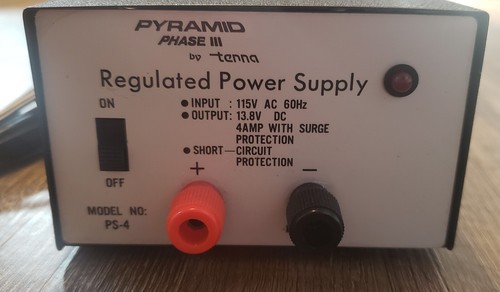 PYRAMID
PHASE III
by tenna
Regulated Power Supply
ON
● INPUT : 115V AC 60Hz
● OUTPUT: 13.8V DC
4AMP WITH SURGE
PROTECTION
● SHORT—CIRCUIT
PROTECTION
+ −
OFF
MODEL NO:
PS-4